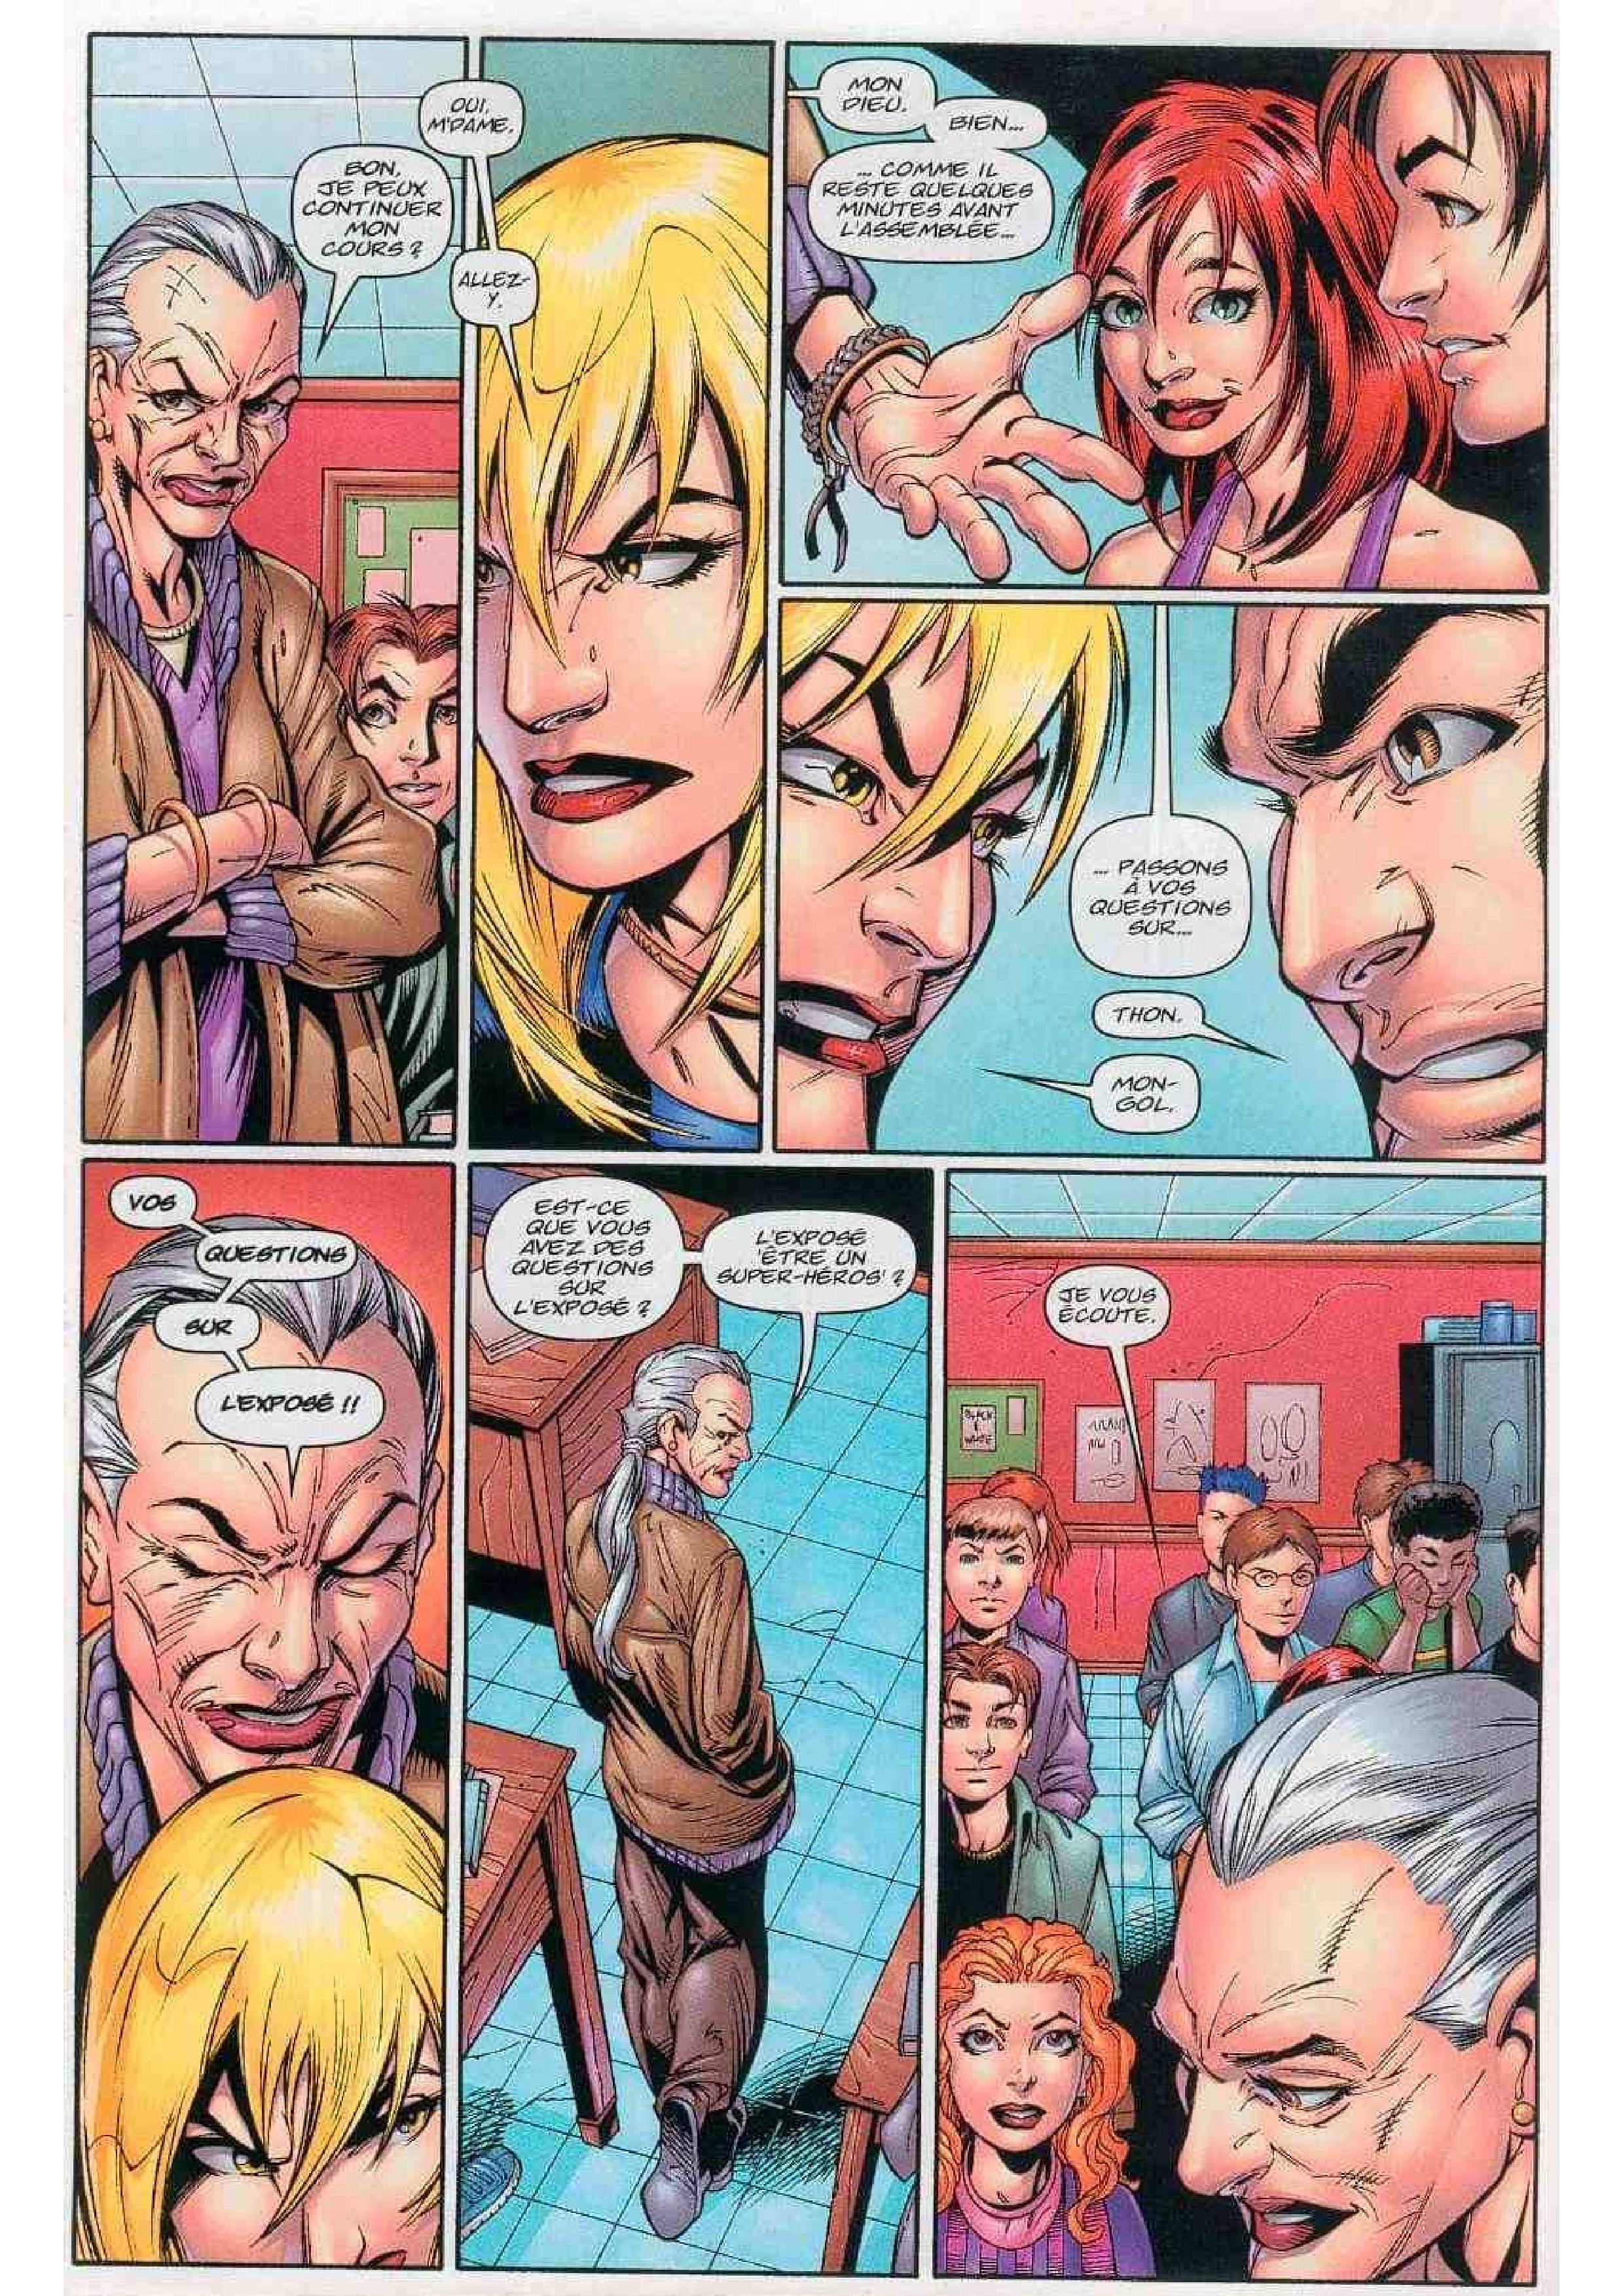 BON,
JE PEUX
CONTINUER
MON
COURS ?
OUI,
M'DAME.
ALLEZ-
Y.
MON
DIEU.
BIEN...
... COMME IL
RESTE QUELQUES
MINUTES AVANT
L'ASSEMBLÉE...
... PASSONS
À VOS
QUESTIONS
SUR...
THON.
MON-
GOL.
VOS
QUESTIONS
SUR
L'EXPOSÉ !!
EST-CE
QUE VOUS
AVEZ DES
QUESTIONS
SUR
L'EXPOSÉ ?
L'EXPOSÉ
'ÊTRE UN
SUPER-HÉROS' ?
JE VOUS
ÉCOUTE.
BLACK
&
WHITE